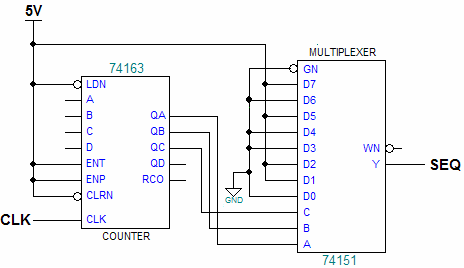 5V
MULTIPLEXER
74163
GN
LDN
D7
A
D6
B
QA
D5
C
QB
D4
D
QC
D3
WN
ENT
QD
D2
Y
SEQ
ENP
RCO
D1
CLRN
GND
D0
CLK
CLK
C
COUNTER
B
A
74151